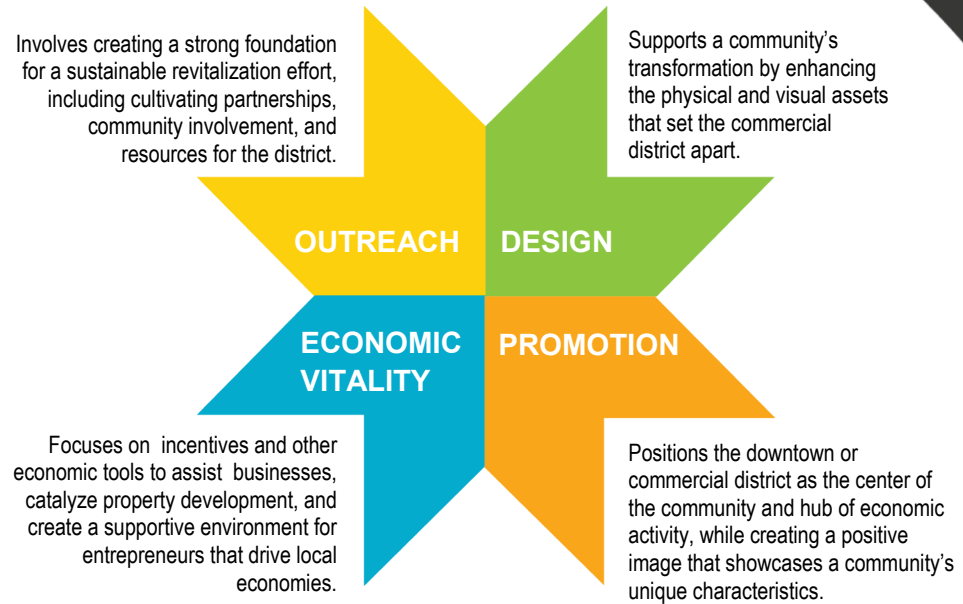 Involves creating a strong foundation
for a sustainable revitalization effort,
including cultivating partnerships,
community involvement, and
resources for the district.
Supports a community’s
transformation by enhancing
the physical and visual assets
that set the commercial
district apart.
OUTREACH
DESIGN
ECONOMIC
VITALITY
PROMOTION
Focuses on incentives and other
economic tools to assist businesses,
catalyze property development, and
create a supportive environment for
entrepreneurs that drive local
economies.
Positions the downtown or
commercial district as the center of
the community and hub of economic
activity, while creating a positive
image that showcases a community’s
unique characteristics.